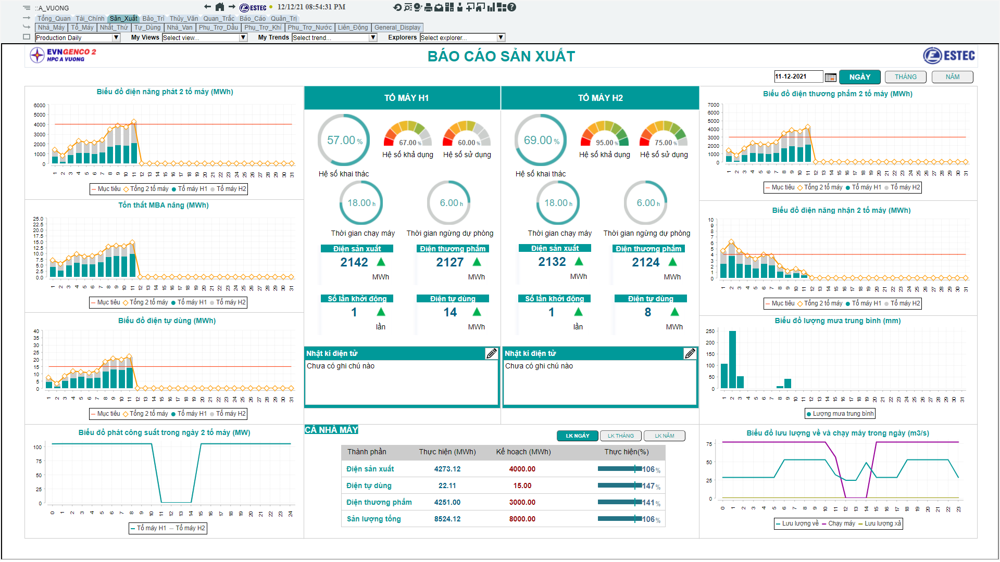 ::A_VUONG
ESTEC
12/12/21 08:54:31 PM
Tổng_Quan Tài_Chính Sản_Xuất Bảo_Trì Thủy_Văn Quan_Trắc Báo_Cáo Quản_Trị
Nhà_Máy Tổ_Máy Nhất_Thứ Tự_Dùng Nhà_Van Phụ_Trợ_Dầu Phụ_Trợ_Khí Phụ_Trợ_Nước Liên_Động General_Display
Production Daily My Views Select view... My Trends Select trend... Explorers Select explorer...
EVNGENCO 2
HPC A VUONG
BÁO CÁO SẢN XUẤT
ESTEC
11-12-2021 NGÀY THÁNG NĂM
Biểu đồ điện năng phát 2 tổ máy (MWh)
6000
5000
4000
3000
2000
1000
0
1 2 3 4 5 6 7 8 9 10 11 12 13 14 15 16 17 18 19 20 21 22 23 24 25 26 27 28 29 30 31
Mục tiêu Tổng 2 tổ máy Tổ máy H1 Tổ máy H2
Tổn thất MBA nâng (MWh)
25.0
22.5
20.0
17.5
15.0
12.5
10.0
7.5
5.0
2.5
0.0
1 2 3 4 5 6 7 8 9 10 11 12 13 14 15 16 17 18 19 20 21 22 23 24 25 26 27 28 29 30 31
Mục tiêu Tổng 2 tổ máy Tổ máy H1 Tổ máy H2
Biểu đồ điện tự dùng (MWh)
40
35
30
25
20
15
10
5
0
1 2 3 4 5 6 7 8 9 10 11 12 13 14 15 16 17 18 19 20 21 22 23 24 25 26 27 28 29 30 31
Mục tiêu Tổng 2 tổ máy Tổ máy H1 Tổ máy H2
Biểu đồ phát công suất trong ngày 2 tổ máy (MW)
100
75
50
25
0
0 1 2 3 4 5 6 7 8 9 10 11 12 13 14 15 16 17 18 19 20 21 22 23 24
Tổ máy H1 Tổ máy H2
TỔ MÁY H1
57.00 %
67.00 %
60.00 %
Hệ số khả dụng Hệ số sử dụng
Hệ số khai thác
18.00 h
6.00 h
Thời gian chạy máy Thời gian ngừng dự phòng
Điện sản xuất Điện thương phẩm
2142 2127
MWh MWh
Số lần khởi động Điện tự dùng
1 14
lần MWh
Nhật kí điện tử
Chưa có ghi chú nào
TỔ MÁY H2
69.00 %
95.00 %
75.00 %
Hệ số khả dụng Hệ số sử dụng
Hệ số khai thác
18.00 h
6.00 h
Thời gian chạy máy Thời gian ngừng dự phòng
Điện sản xuất Điện thương phẩm
2132 2124
MWh MWh
Số lần khởi động Điện tự dùng
1 8
lần MWh
Nhật kí điện tử
Chưa có ghi chú nào
CẢ NHÀ MÁY
LK NGÀY LK THÁNG LK NĂM
Thành phần Thực hiện (MWh) Kế hoạch (MWh) Thực hiện(%)
Điện sản xuất 4273.12 4000.00 106 %
Điện tự dùng 22.11 15.00 147 %
Điện thương phẩm 4251.00 3000.00 141 %
Sản lượng tổng 8524.12 8000.00 106 %
Biểu đồ điện thương phẩm 2 tổ máy (MWh)
7000
6000
5000
4000
3000
2000
1000
0
1 2 3 4 5 6 7 8 9 10 11 12 13 14 15 16 17 18 19 20 21 22 23 24 25 26 27 28 29 30 31
Mục tiêu Tổng 2 tổ máy Tổ máy H1 Tổ máy H2
Biểu đồ điện năng nhận 2 tổ máy (MWh)
10
9
8
7
6
5
4
3
2
1
0
1 2 3 4 5 6 7 8 9 10 11 12 13 14 15 16 17 18 19 20 21 22 23 24 25 26 27 28 29 30 31
Mục tiêu Tổng 2 tổ máy Tổ máy H1 Tổ máy H2
Biểu đồ lượng mưa trung bình (mm)
250
200
150
100
50
0
1 2 3 4 5 6 7 8 9 10 11 12 13 14 15 16 17 18 19 20 21 22 23 24 25 26 27 28 29 30 31
Lượng mưa trung bình
Biểu đồ lưu lượng về và chạy máy trong ngày (m3/s)
75
50
25
0
0 1 2 3 4 5 6 7 8 9 10 11 12 13 14 15 16 17 18 19 20 21 22 23
Lưu lượng về Chạy máy Lưu lượng xả